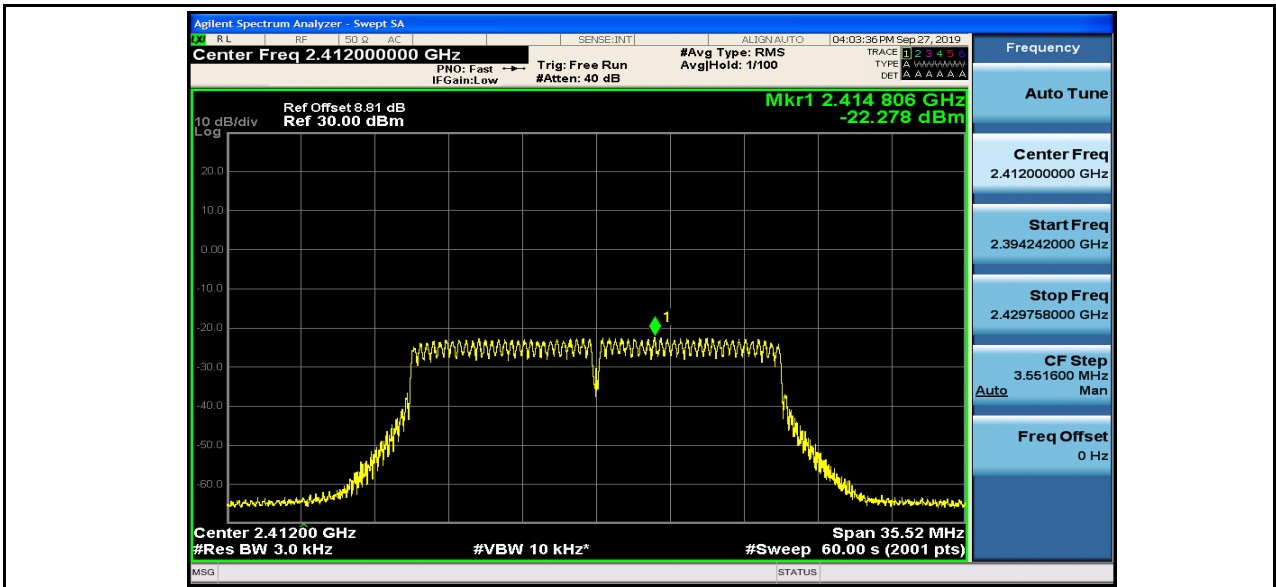 Agilent Spectrum Analyzer - Swept SA
LXI RL RF 50 Ω AC SENSE:INT ALIGN AUTO 04:03:36 PM Sep 27, 2019
Center Freq 2.412000000 GHz
PNO: Fast
IFGain:Low
Trig: Free Run
#Atten: 40 dB
#Avg Type: RMS
Avg|Hold: 1/100
TRACE 1 2 3 4 5 6
TYPE A WWWWW
DET A A A A A A
Ref Offset 8.81 dB
Ref 30.00 dBm
10 dB/div
Log
Mkr1 2.414 806 GHz
-22.278 dBm
20.0
10.0
0.00
-10.0
-20.0
-30.0
-40.0
-50.0
-60.0
1
Center 2.41200 GHz
Span 35.52 MHz
#Res BW 3.0 kHz
#VBW 10 kHz*
#Sweep 60.00 s (2001 pts)
MSG
STATUS
Frequency
Auto Tune
Center Freq
2.412000000 GHz
Start Freq
2.394242000 GHz
Stop Freq
2.429758000 GHz
CF Step
3.551600 MHz
Auto Man
Freq Offset
0 Hz